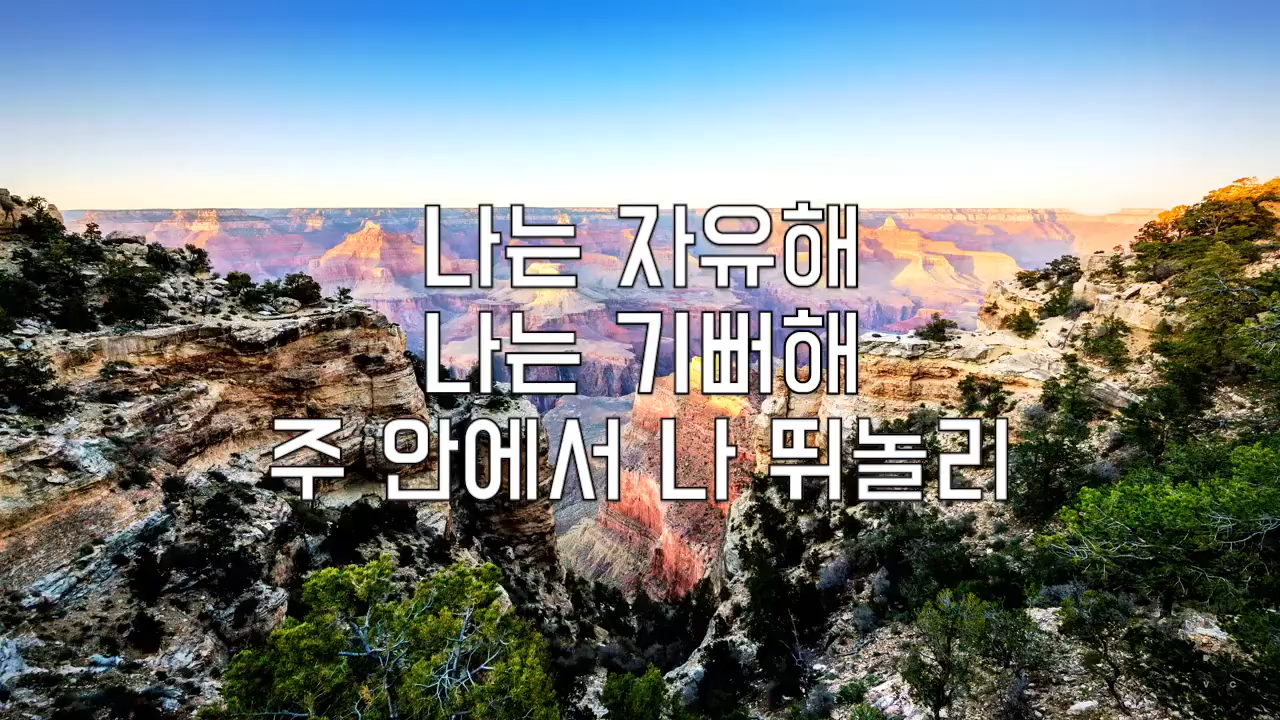 나는 자유해
나는 기뻐해
주 안에서 나 뛰놀리